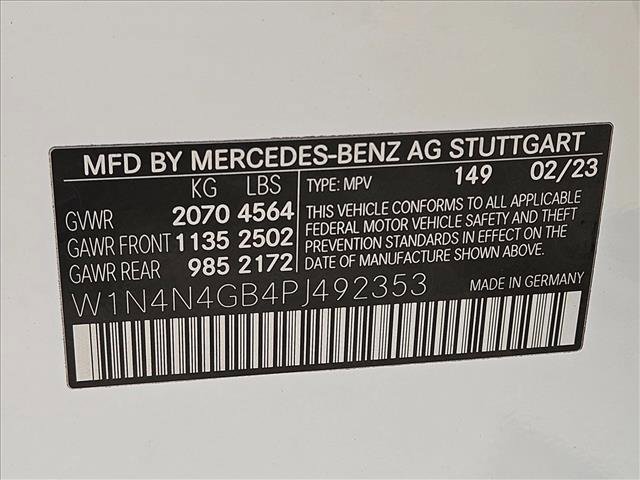 MFD BY MERCEDES-BENZ AG STUTTGART
KG LBS
GVWR 2070 4564
GAWR FRONT 1135 2502
GAWR REAR 985 2172
TYPE: MPV 149 02/23
THIS VEHICLE CONFORMS TO ALL APPLICABLE
FEDERAL MOTOR VEHICLE SAFETY AND THEFT
PREVENTION STANDARDS IN EFFECT ON THE
DATE OF MANUFACTURE SHOWN ABOVE.
W1N4N4GB4PJ492353
MADE IN GERMANY